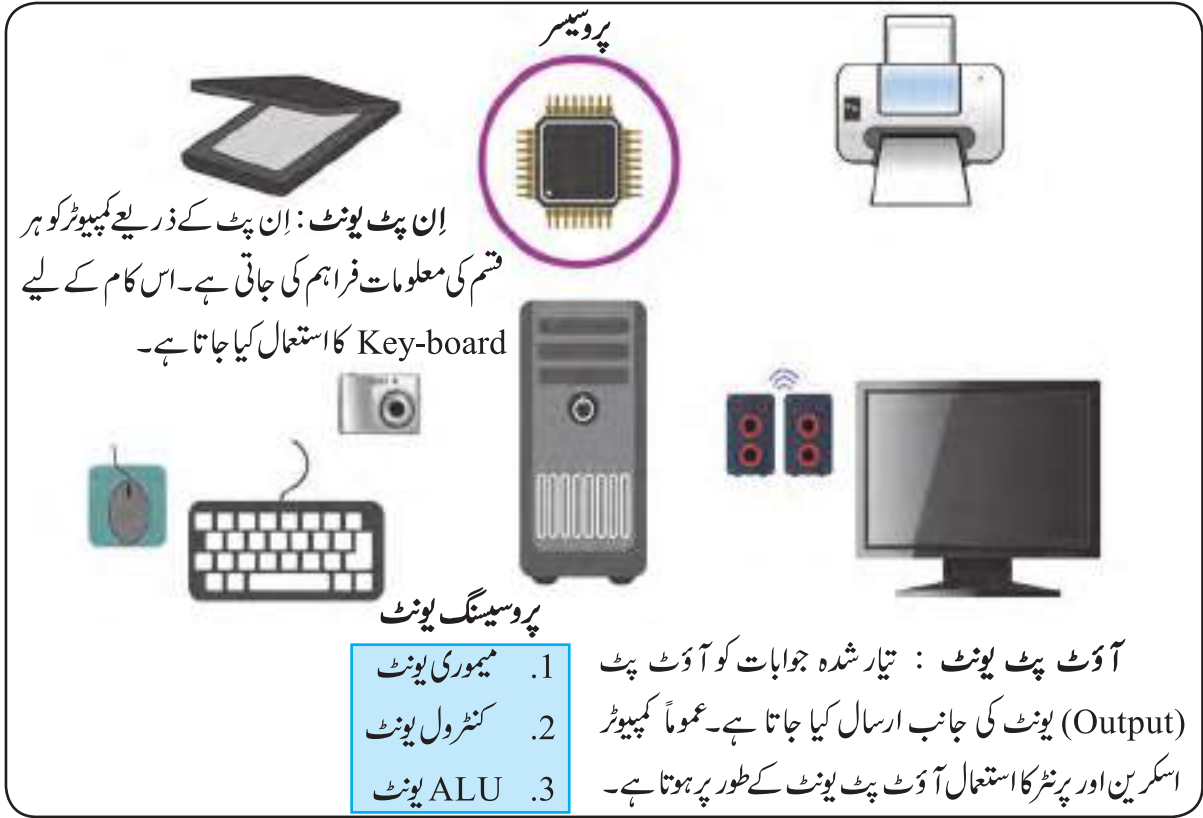 پروسیسر
اِن پٹ یونٹ : اِن پٹ کے ذریعے کمپیوٹر کو ہر
قسم کی معلومات فراہم کی جاتی ہے۔ اس کام کے لیے
Key-board کا استعمال کیا جاتا ہے۔
پروسیسنگ یونٹ
1. میموری یونٹ
2. کنٹرول یونٹ
3. ALU یونٹ
آؤٹ پٹ یونٹ : تیار شدہ جوابات کو آؤٹ پٹ
(Output) یونٹ کی جانب ارسال کیا جاتا ہے۔ عموماً کمپیوٹر
اسکرین اور پرنٹر کا استعمال آؤٹ پٹ یونٹ کے طور پر ہوتا ہے۔